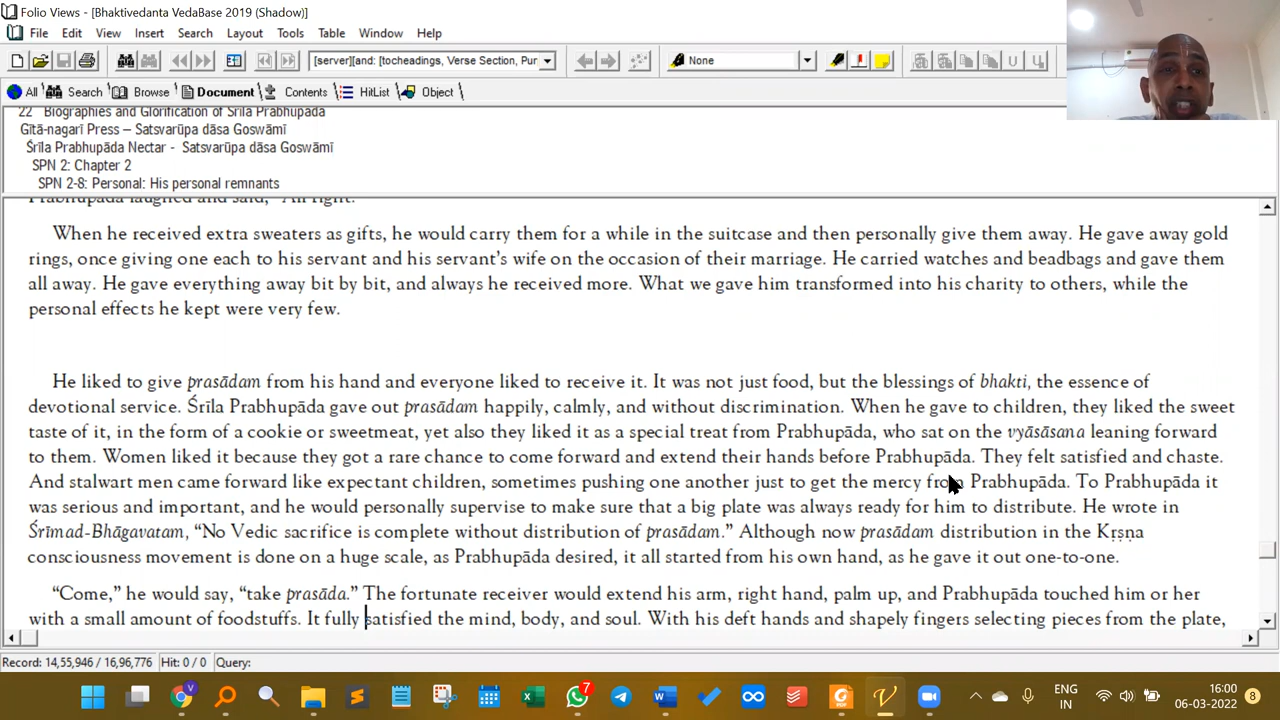 Folio Views - [Bhaktivedanta VedaBase 2019 (Shadow)]
File Edit View Insert Search Layout Tools Table Window Help
[server][and: [tocheadings, Verse Section, Pur None
All Search Browse Document Contents HitList Object
22 Biographies and Glorification of Śrīla Prabhupāda
Gītā-nagarī Press – Satsvarūpa dāsa Goswāmī
Śrīla Prabhupāda Nectar - Satsvarūpa dāsa Goswāmī
SPN 2: Chapter 2
SPN 2-8: Personal: His personal remnants
Prabhupāda laughed and said, "All right."
When he received extra sweaters as gifts, he would carry them for a while in the suitcase and then personally give them away. He gave away gold
rings, once giving one each to his servant and his servant's wife on the occasion of their marriage. He carried watches and beadbags and gave them
all away. He gave everything away bit by bit, and always he received more. What we gave him transformed into his charity to others, while the
personal effects he kept were very few.
He liked to give prasādam from his hand and everyone liked to receive it. It was not just food, but the blessings of bhakti, the essence of
devotional service. Śrīla Prabhupāda gave out prasādam happily, calmly, and without discrimination. When he gave to children, they liked the sweet
taste of it, in the form of a cookie or sweetmeat, yet also they liked it as a special treat from Prabhupāda, who sat on the vyāsāsana leaning forward
to them. Women liked it because they got a rare chance to come forward and extend their hands before Prabhupāda. They felt satisfied and chaste.
And stalwart men came forward like expectant children, sometimes pushing one another just to get the mercy from Prabhupāda. To Prabhupāda it
was serious and important, and he would personally supervise to make sure that a big plate was always ready for him to distribute. He wrote in
Śrīmad-Bhāgavatam, "No Vedic sacrifice is complete without distribution of prasādam." Although now prasādam distribution in the Kṛṣṇa
consciousness movement is done on a huge scale, as Prabhupāda desired, it all started from his own hand, as he gave it out one-to-one.
"Come," he would say, "take prasāda." The fortunate receiver would extend his arm, right hand, palm up, and Prabhupāda touched him or her
with a small amount of foodstuffs. It fully satisfied the mind, body, and soul. With his deft hands and shapely fingers selecting pieces from the plate,
Record: 14,55,946 / 16,96,776 Hit: 0 / 0 Query:
7 ENG 16:00
IN 06-03-2022 8